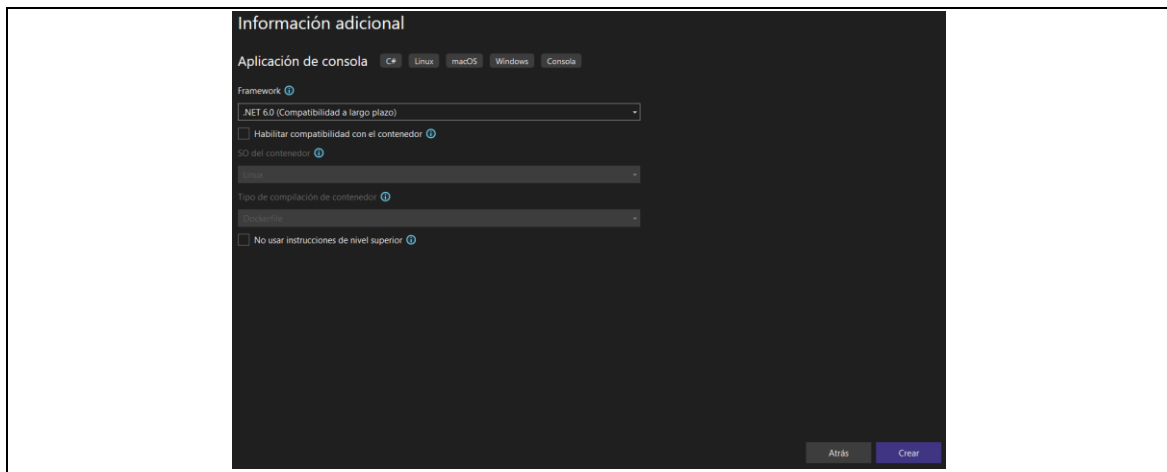 Información adicional
Aplicación de consola C# Linux macOS Windows Consola
Framework
.NET 6.0 (Compatibilidad a largo plazo)
Habilitar compatibilidad con el contenedor
SO del contenedor
Linux
Tipo de compilación de contenedor
Dockerfile
No usar instrucciones de nivel superior
Atrás Crear